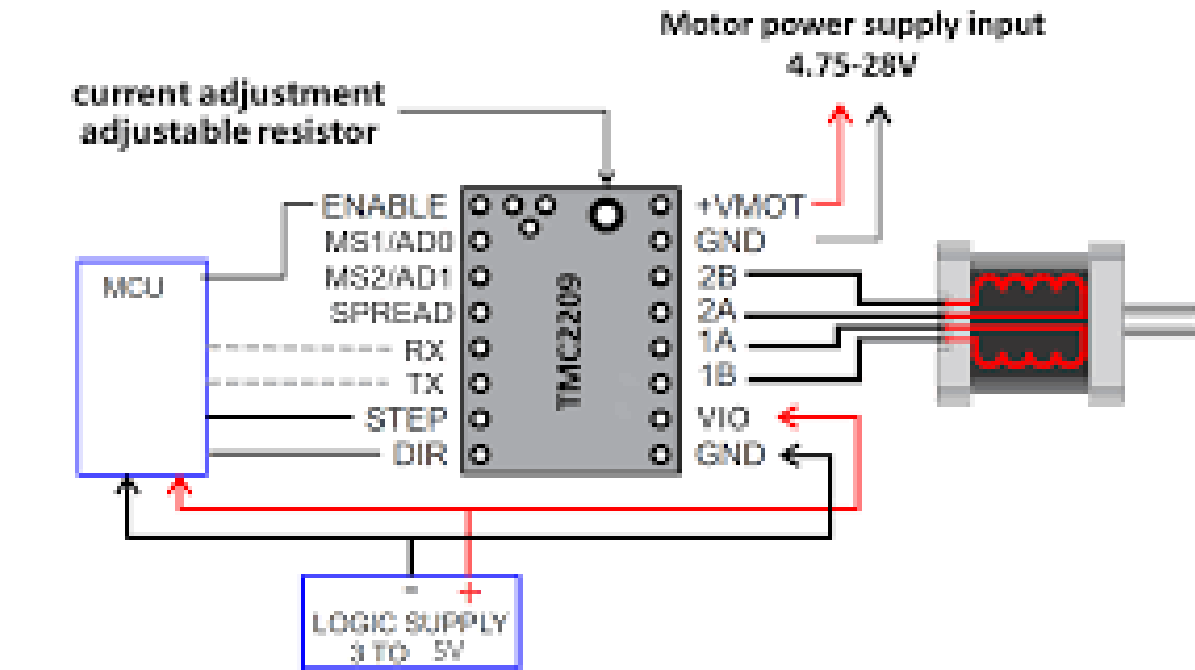 Motor power supply input
4.75-28V
current adjustment
adjustable resistor
ENABLE
MS1/AD0
MS2/AD1
SPREAD
RX
TX
STEP
DIR
MCU
TMC2209
+VMOT
GND
2B
2A
1A
1B
VIO
GND
- +
LOGIC SUPPLY
3 TO 5V